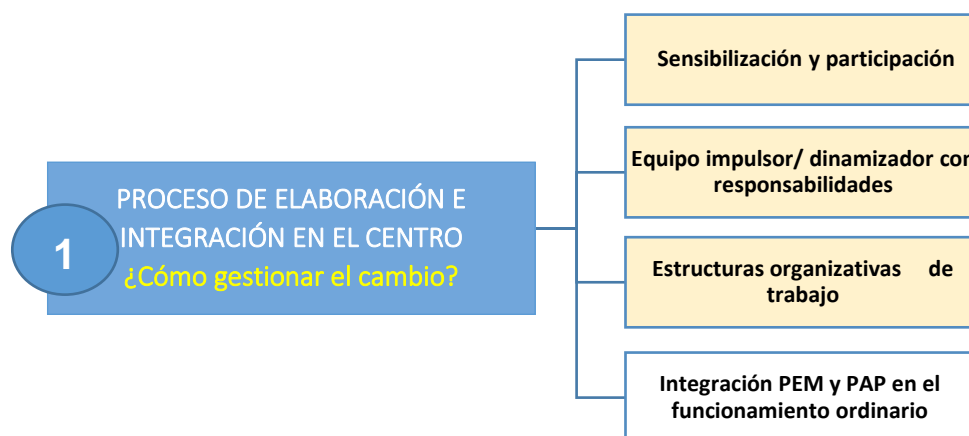 1
PROCESO DE ELABORACIÓN E
INTEGRACIÓN EN EL CENTRO
¿Cómo gestionar el cambio?
Sensibilización y participación
Equipo impulsor/ dinamizador con
responsabilidades
Estructuras organizativas de
trabajo
Integración PEM y PAP en el
funcionamiento ordinario